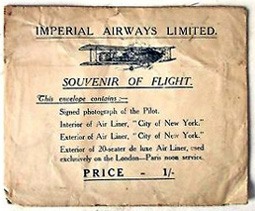 IMPERIAL AIRWAYS LIMITED.
SOUVENIR OF FLIGHT.
This envelope contains :—
Signed photograph of the Pilot.
Interior of Air Liner, "City of New York."
Exterior of Air Liner, "City of New York."
Exterior of 20-seater de luxe Air Liner, used
exclusively on the London—Paris noon service.
PRICE - 1/-